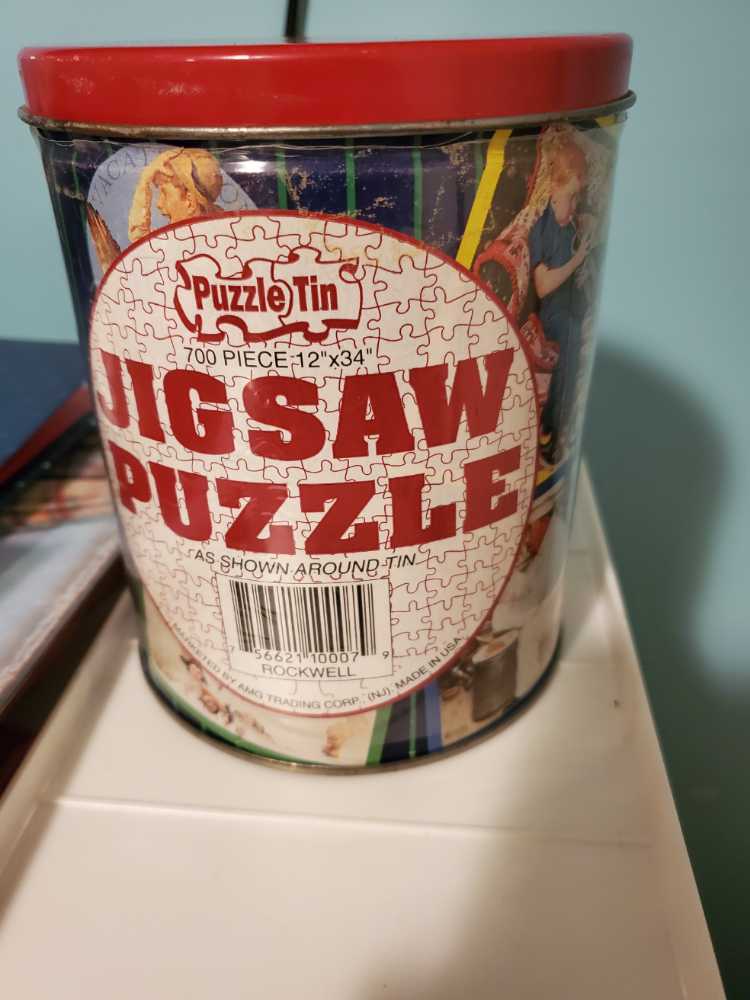 VACAT
Puzzle Tin
700 PIECE 12"x34"
JIGSAW
PUZZLE
AS SHOWN AROUND TIN
7 56621 10007 9
ROCKWELL
MARKETED BY AMG TRADING CORP., (NJ). MADE IN USA